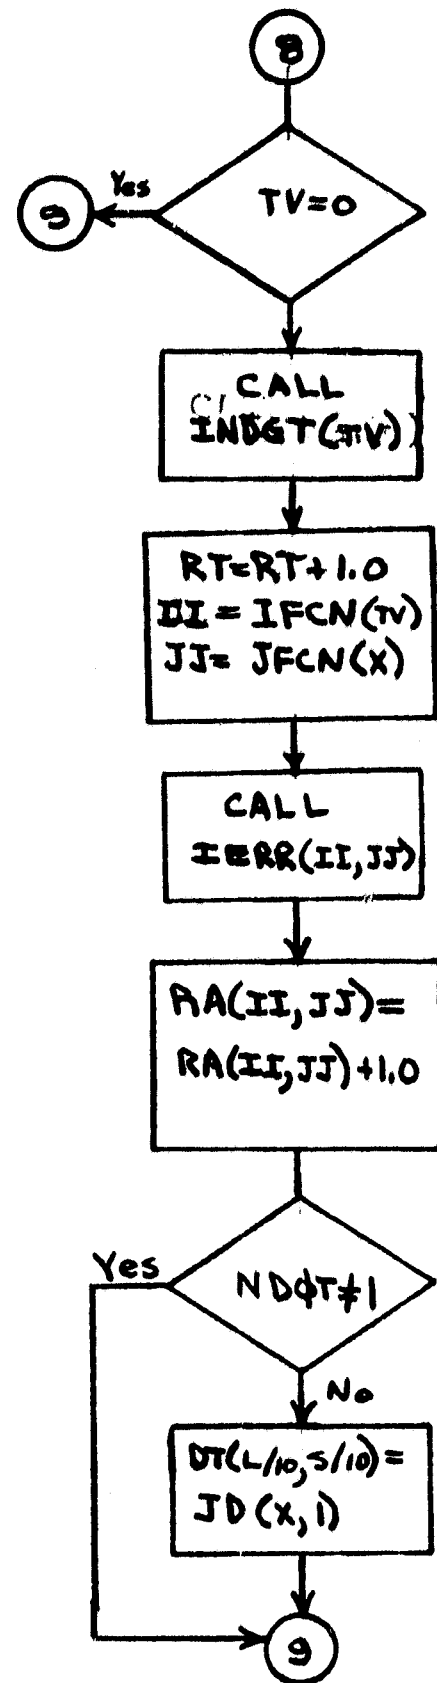 8
TV=0
Yes
9
CALL
INDGT(TV)
RT=RT+1.0
II = IFCN(TV)
JJ= JFCN(X)
CALL
IERR(II,JJ)
RA(II,JJ)=
RA(II,JJ)+1.0
Yes
NDϕT≠1
No
DT(L/10,S/10)=
JD(X,1)
9